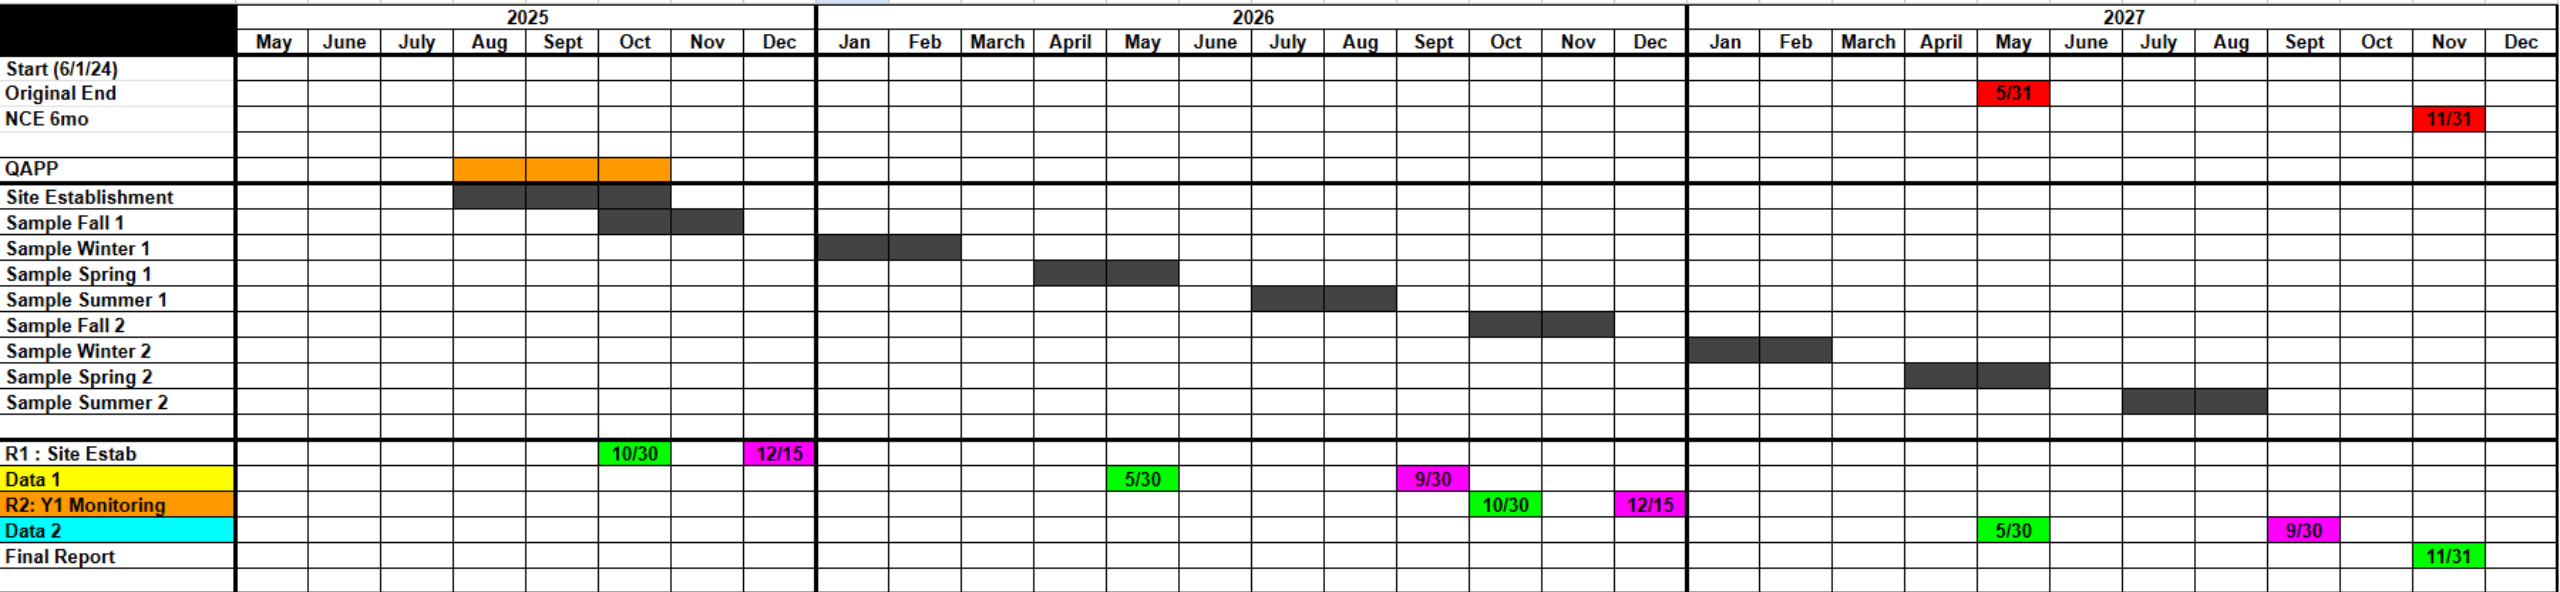 2025 2026 2027
May June July Aug Sept Oct Nov Dec Jan Feb March April May June July Aug Sept Oct Nov Dec Jan Feb March April May June July Aug Sept Oct Nov Dec
Start (6/1/24)
Original End 5/31
NCE 6mo 11/31
QAPP
Site Establishment
Sample Fall 1
Sample Winter 1
Sample Spring 1
Sample Summer 1
Sample Fall 2
Sample Winter 2
Sample Spring 2
Sample Summer 2
R1 : Site Estab 10/30 12/15
Data 1 5/30 9/30
R2: Y1 Monitoring 10/30 12/15
Data 2 5/30 9/30
Final Report 11/31